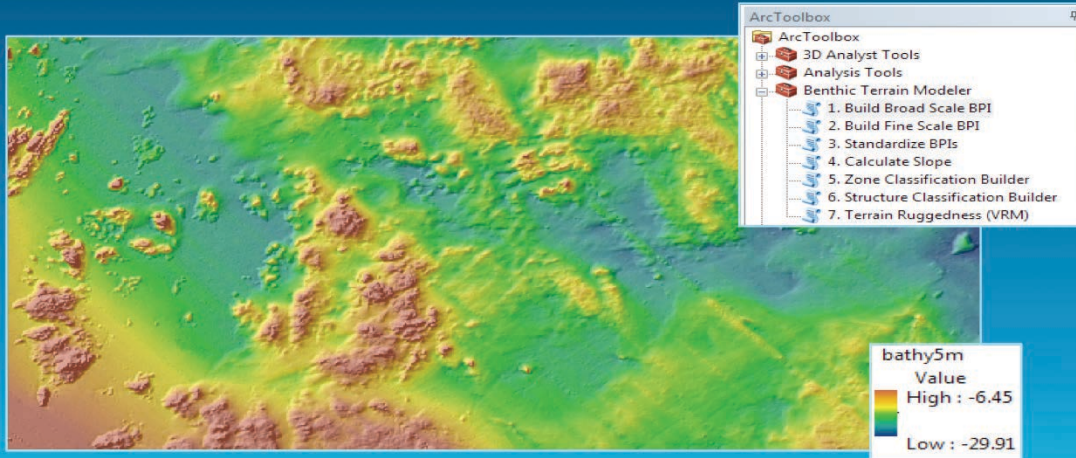 ArcToolbox
ArcToolbox
3D Analyst Tools
Analysis Tools
Benthic Terrain Modeler
1. Build Broad Scale BPI
2. Build Fine Scale BPI
3. Standardize BPIs
4. Calculate Slope
5. Zone Classification Builder
6. Structure Classification Builder
7. Terrain Ruggedness (VRM)
bathy5m
Value
High : -6.45
Low : -29.91